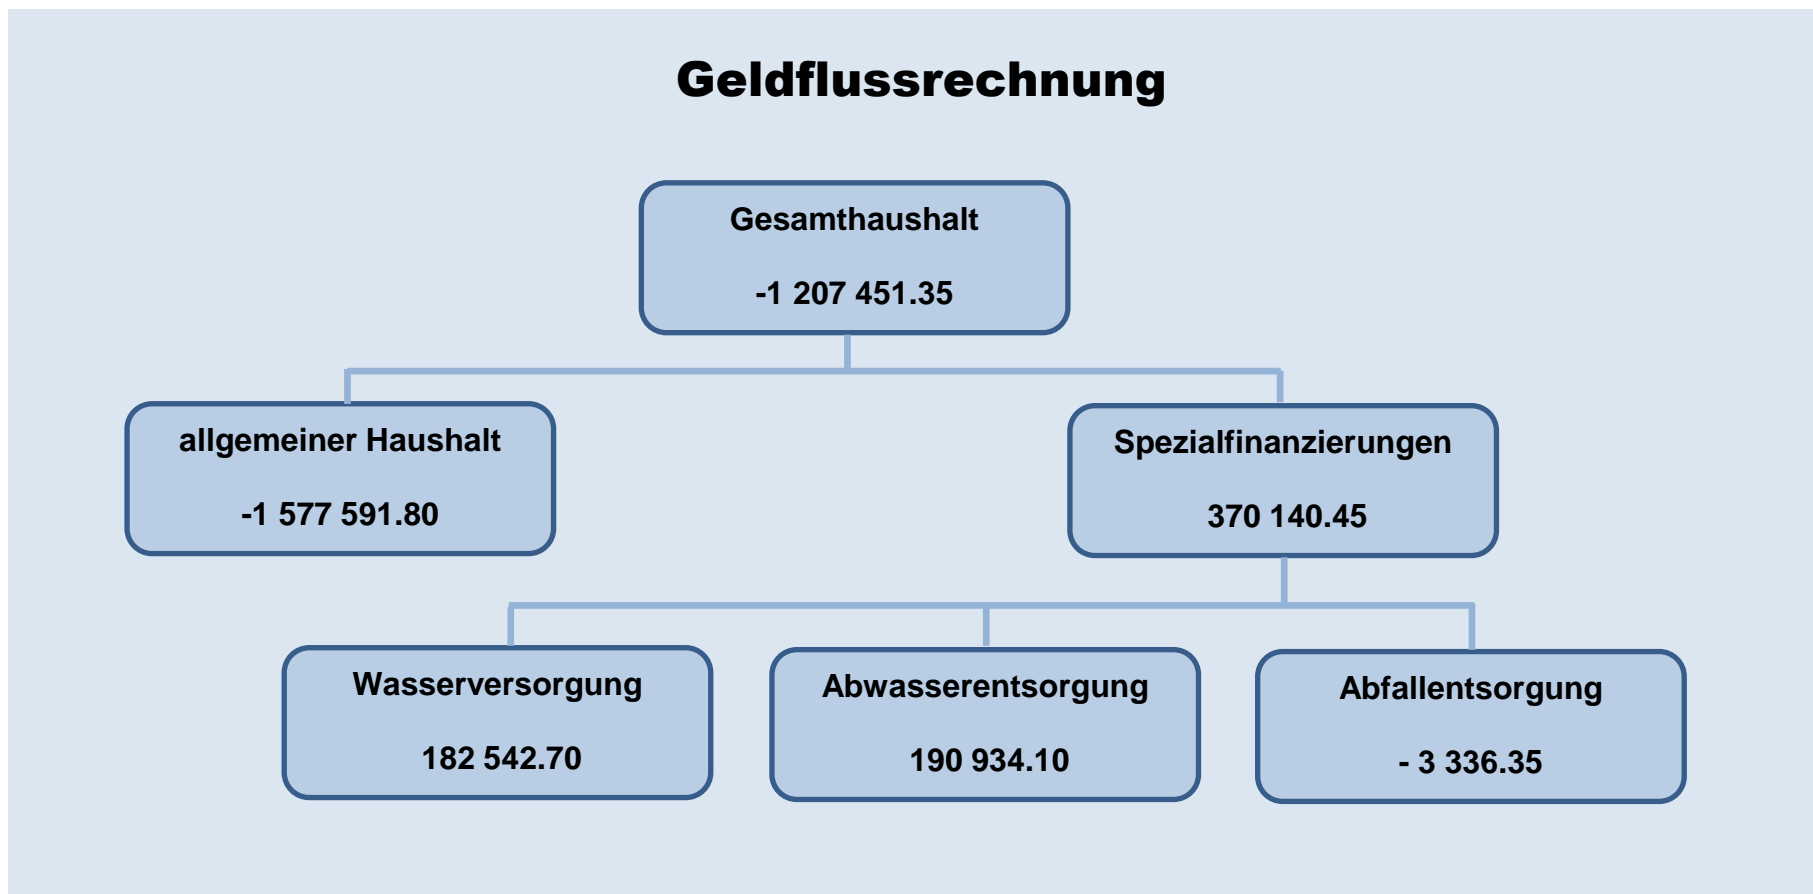 Geldflussrechnung
Gesamthaushalt
-1 207 451.35
allgemeiner Haushalt
-1 577 591.80
Spezialfinanzierungen
370 140.45
Wasserversorgung
182 542.70
Abwasserentsorgung
190 934.10
Abfallentsorgung
- 3 336.35